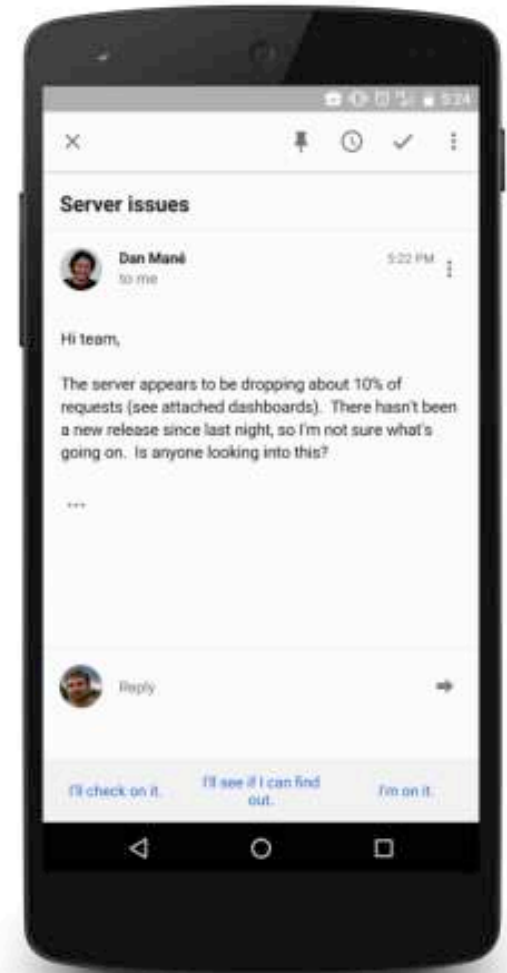 5:24
Server issues
Dan Mané
5:22 PM
to me
Hi team,
The server appears to be dropping about 10% of
requests (see attached dashboards).  There hasn't been
a new release since last night, so I'm not sure what's
going on.  Is anyone looking into this?
...
Reply
I'll check on it.
I'll see if I can find
out.
I'm on it.